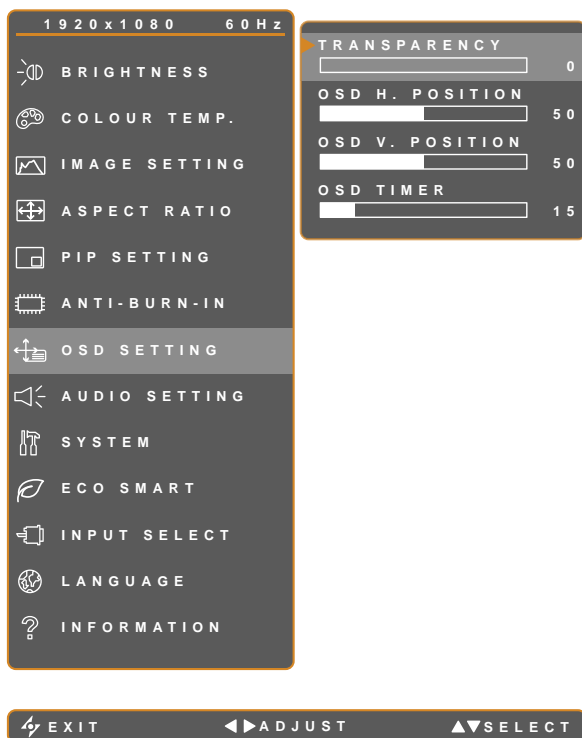 1920x1080 60Hz
BRIGHTNESS
COLOUR TEMP.
IMAGE SETTING
ASPECT RATIO
PIP SETTING
ANTI-BURN-IN
OSD SETTING
AUDIO SETTING
SYSTEM
ECO SMART
INPUT SELECT
LANGUAGE
INFORMATION
TRANSPARENCY
0
OSD H. POSITION
50
OSD V. POSITION
50
OSD TIMER
15
EXIT ADJUST SELECT